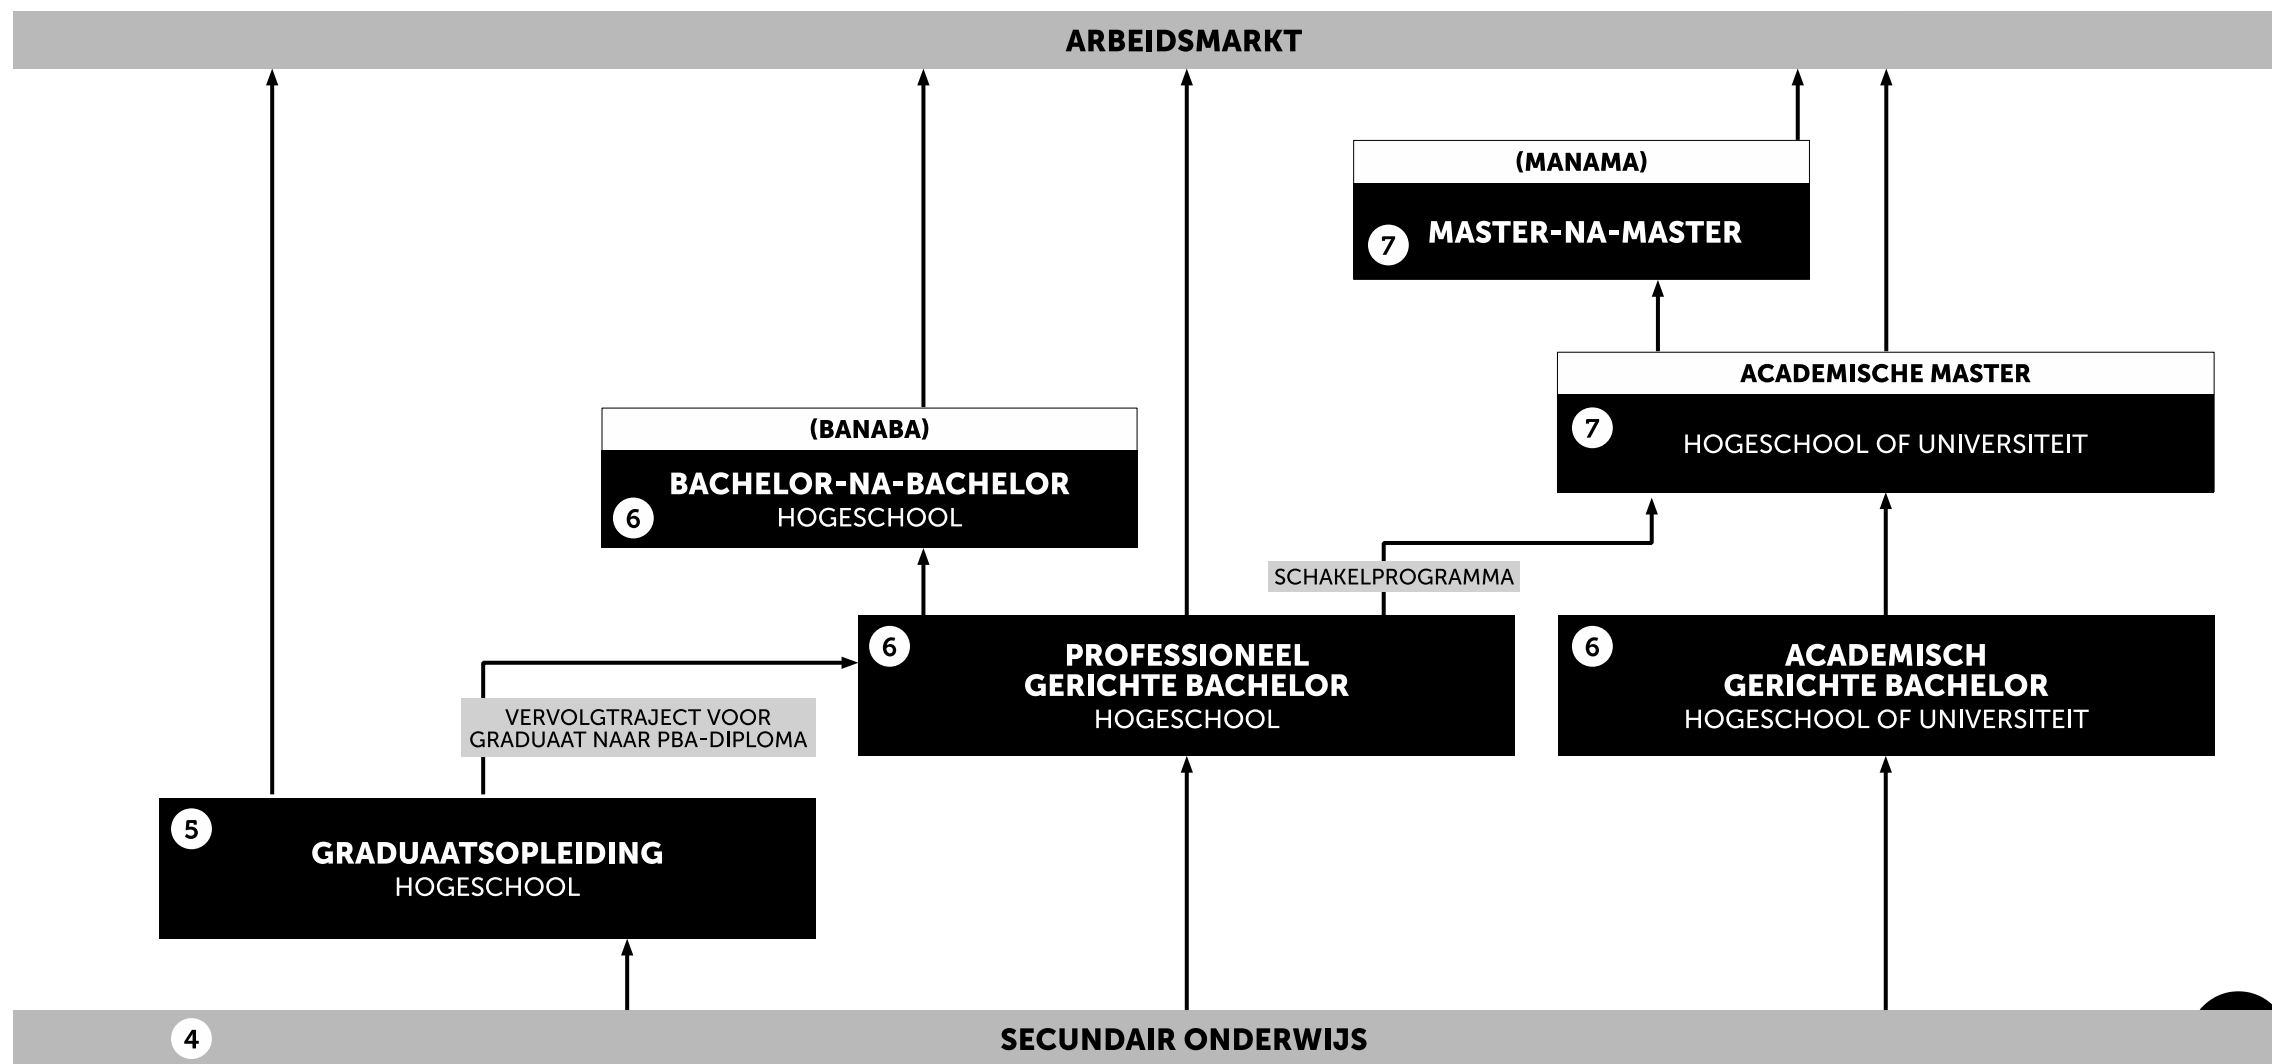 ARBEIDSMARKT
(MANAMA)
7
MASTER-NA-MASTER
ACADEMISCHE MASTER
7
HOGESCHOOL OF UNIVERSITEIT
(BANABA)
BACHELOR-NA-BACHELOR
6
HOGESCHOOL
SCHAKELPROGRAMMA
6
PROFESSIONEEL
GERICHTE BACHELOR
HOGESCHOOL
6
ACADEMISCH
GERICHTE BACHELOR
HOGESCHOOL OF UNIVERSITEIT
VERVOLGTRAJECT VOOR
GRADUAAT NAAR PBA-DIPLOMA
5
GRADUAATSOPLEIDING
HOGESCHOOL
4
SECUNDAIR ONDERWIJS